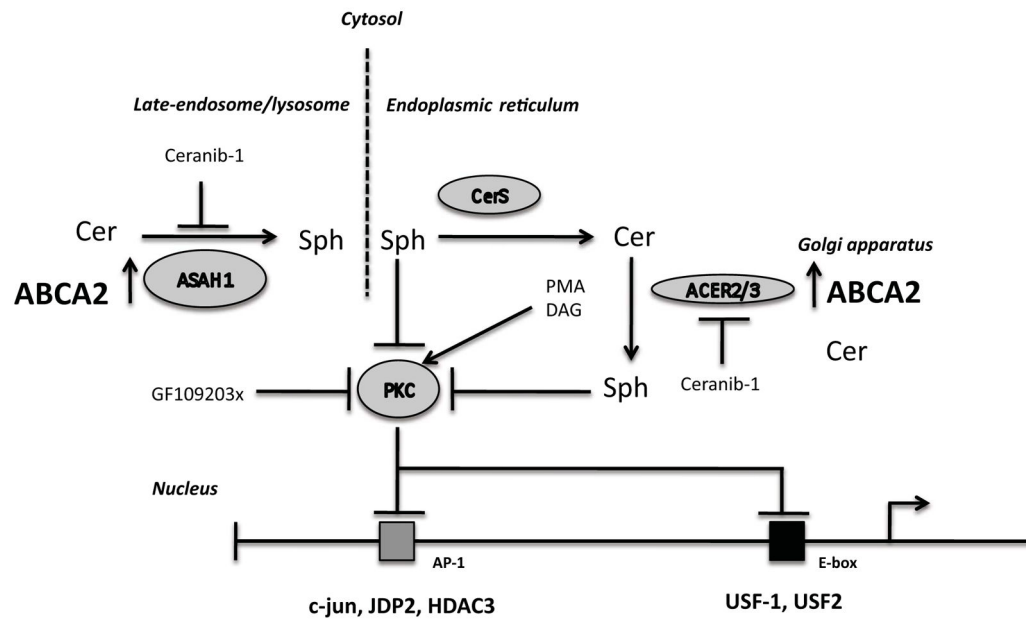 Cytosol
Late-endosome/lysosome
Endoplasmic reticulum
Ceranib-1
CerS
Cer
Sph
Sph
Cer
Golgi apparatus
ASAH1
ABCA2
PMA
DAG
ACER2/3
ABCA2
Cer
GF109203x
PKC
Sph
Ceranib-1
Nucleus
AP-1
E-box
c-jun, JDP2, HDAC3
USF-1, USF2